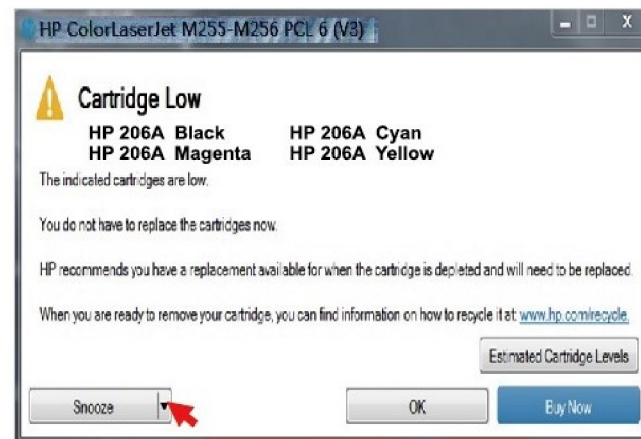 HP ColorLaserJet M255-M256 PCL 6 (V3)
Cartridge Low
HP 206A Black HP 206A Cyan
HP 206A Magenta HP 206A Yellow
The indicated cartridges are low.
You do not have to replace the cartridges now.
HP recommends you have a replacement available for when the cartridge is depleted and will need to be replaced.
When you are ready to remove your cartridge, you can find information on how to recycle it at: www.hp.com/recycle.
Estimated Cartridge Levels
Snooze OK Buy Now